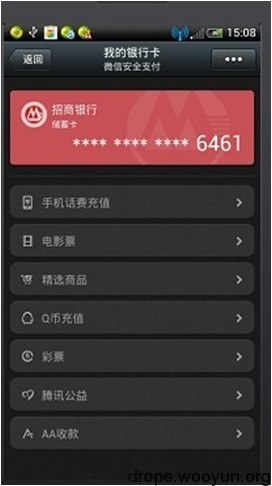 15:08
返回
我的银行卡
微信安全支付
招商银行
储蓄卡
**** **** **** 6461
手机话费充值
电影票
精选商品
Q币充值
彩票
腾讯公益
AA收款
drops.wooyun.org